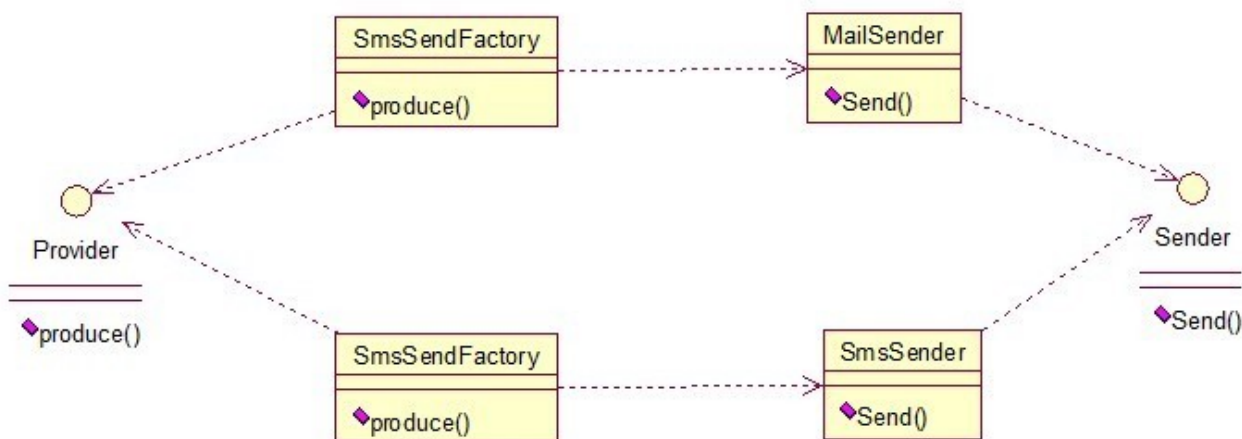 SmsSendFactory
produce()
MailSender
Send()
Provider
produce()
Sender
Send()
SmsSendFactory
produce()
SmsSender
Send()